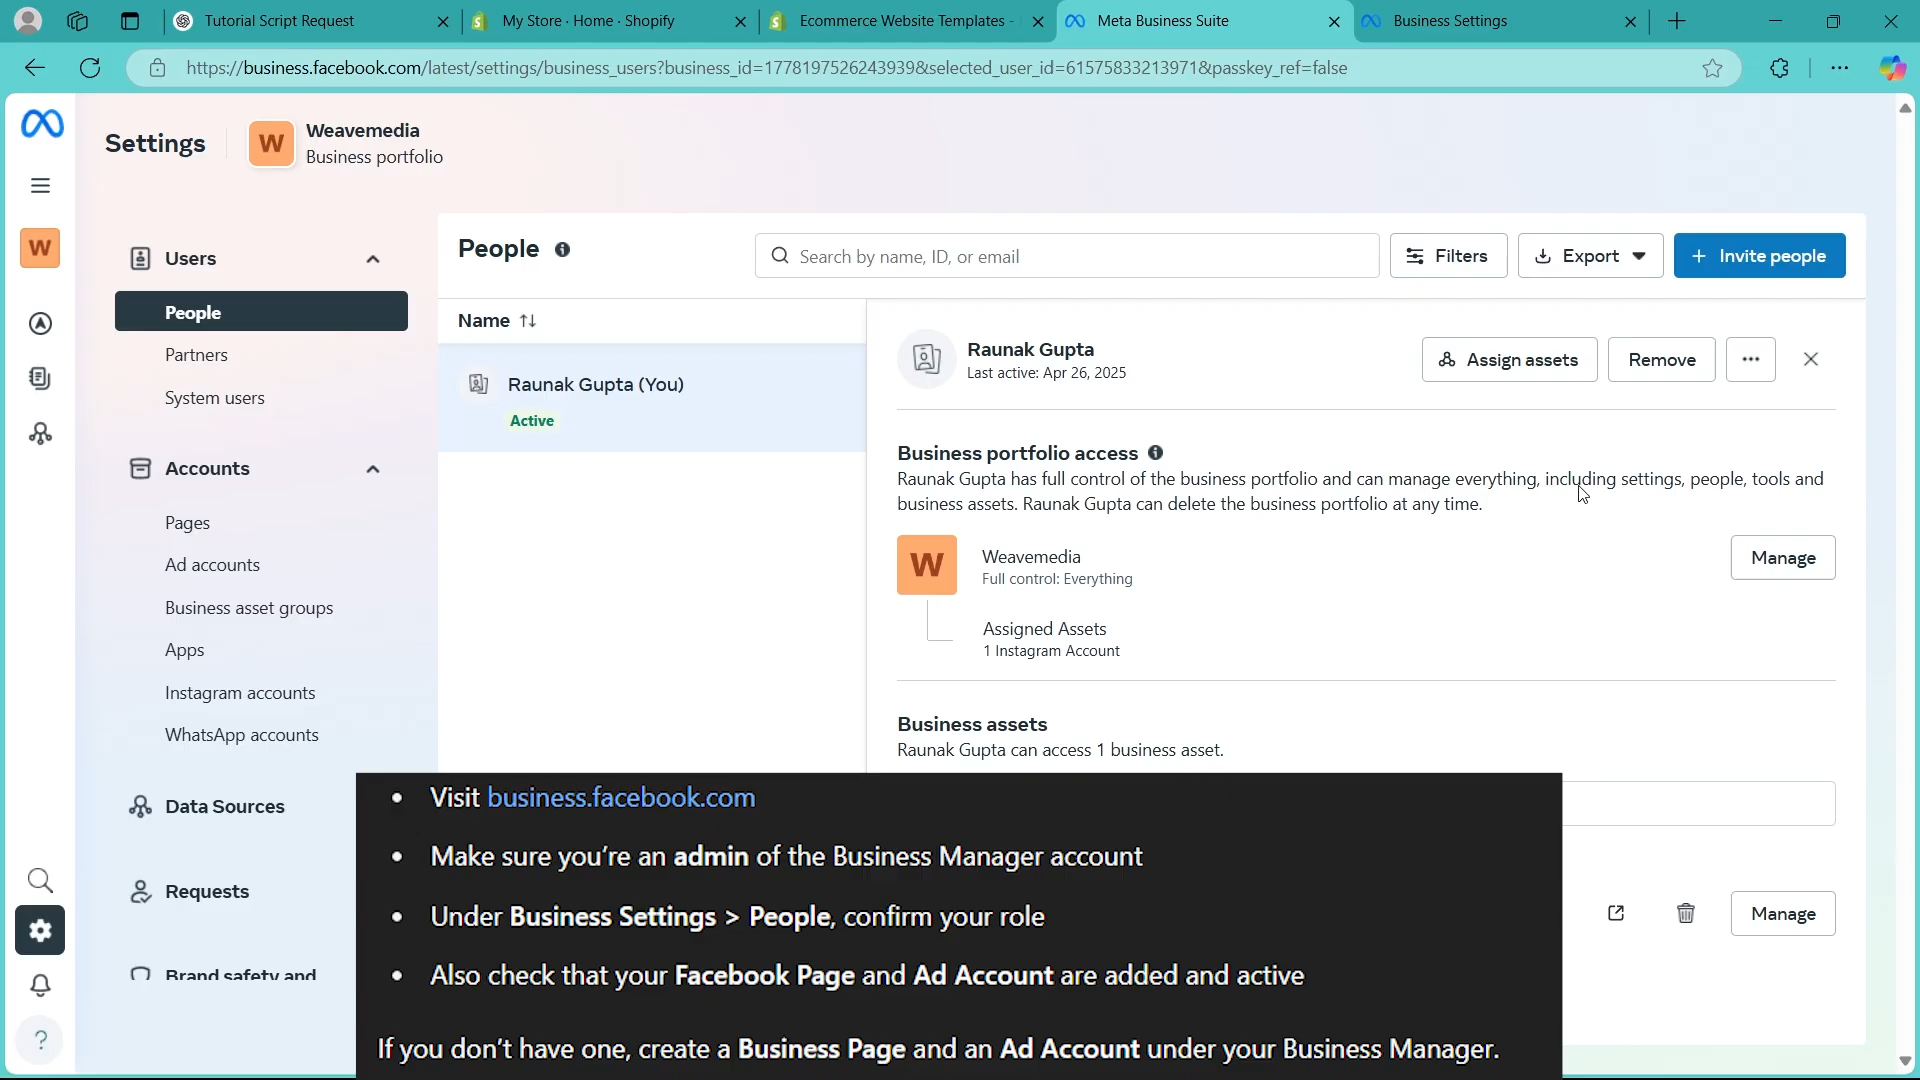 Tutorial Script Request
My Store · Home · Shopify
Ecommerce Website Templates -
Meta Business Suite
Business Settings
https://business.facebook.com/latest/settings/business_users?business_id=1778197526243939&selected_user_id=61575833213971&passkey_ref=false
Settings
W
Weavemedia
Business portfolio
W
Users
People
Partners
System users
Accounts
Pages
Ad accounts
Business asset groups
Apps
Instagram accounts
WhatsApp accounts
Data Sources
Requests
Brand safety and
?
People
Search by name, ID, or email
Filters
Export
+ Invite people
Name
Raunak Gupta (You)
Active
Raunak Gupta
Last active: Apr 26, 2025
Assign assets
Remove
Business portfolio access
Raunak Gupta has full control of the business portfolio and can manage everything, including settings, people, tools and
business assets. Raunak Gupta can delete the business portfolio at any time.
W
Weavemedia
Full control: Everything
Manage
Assigned Assets
1 Instagram Account
Business assets
Raunak Gupta can access 1 business asset.
Manage
• Visit business.facebook.com
• Make sure you're an admin of the Business Manager account
• Under Business Settings > People, confirm your role
• Also check that your Facebook Page and Ad Account are added and active
If you don't have one, create a Business Page and an Ad Account under your Business Manager.